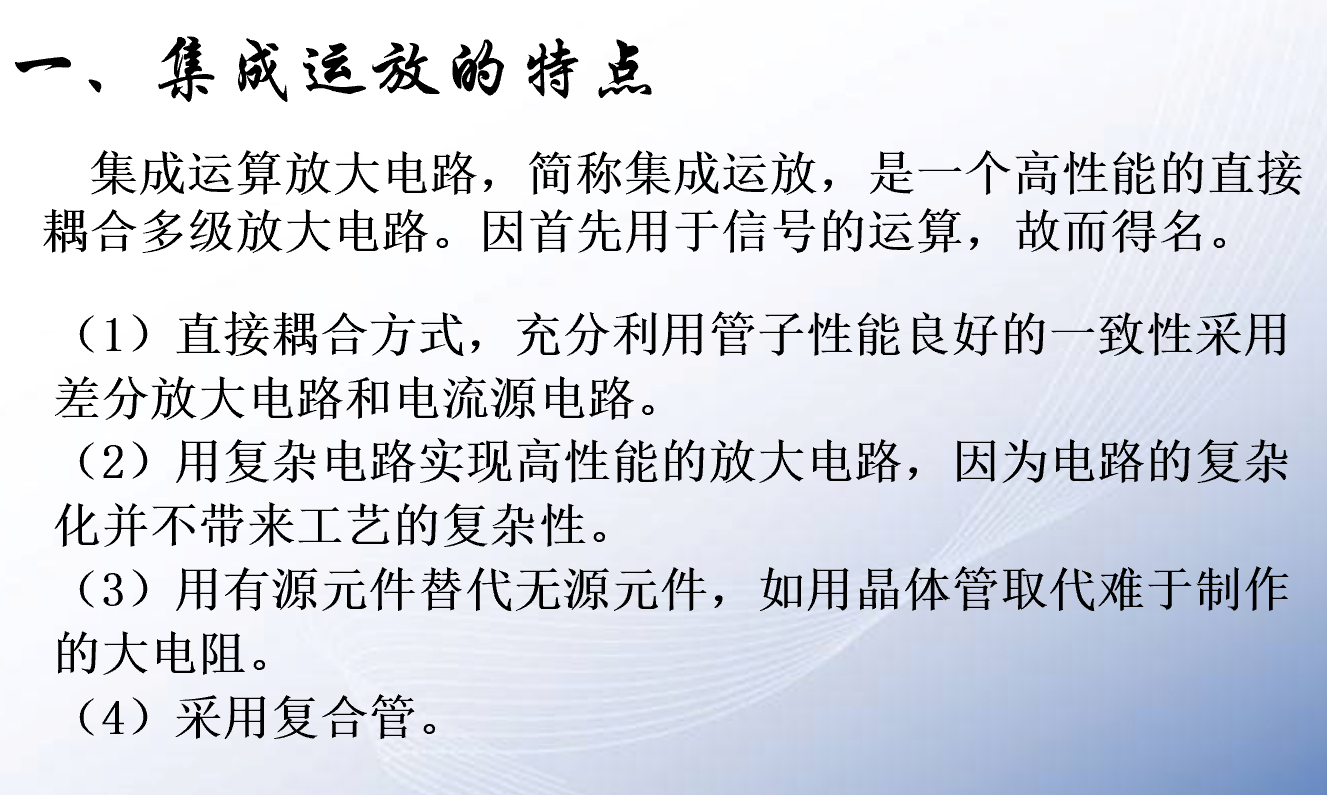 一、集成运放的特点
集成运算放大电路，简称集成运放，是一个高性能的直接
耦合多级放大电路。因首先用于信号的运算，故而得名。
（1）直接耦合方式，充分利用管子性能良好的一致性采用
差分放大电路和电流源电路。
（2）用复杂电路实现高性能的放大电路，因为电路的复杂
化并不带来工艺的复杂性。
（3）用有源元件替代无源元件，如用晶体管取代难于制作
的大电阻。
（4）采用复合管。